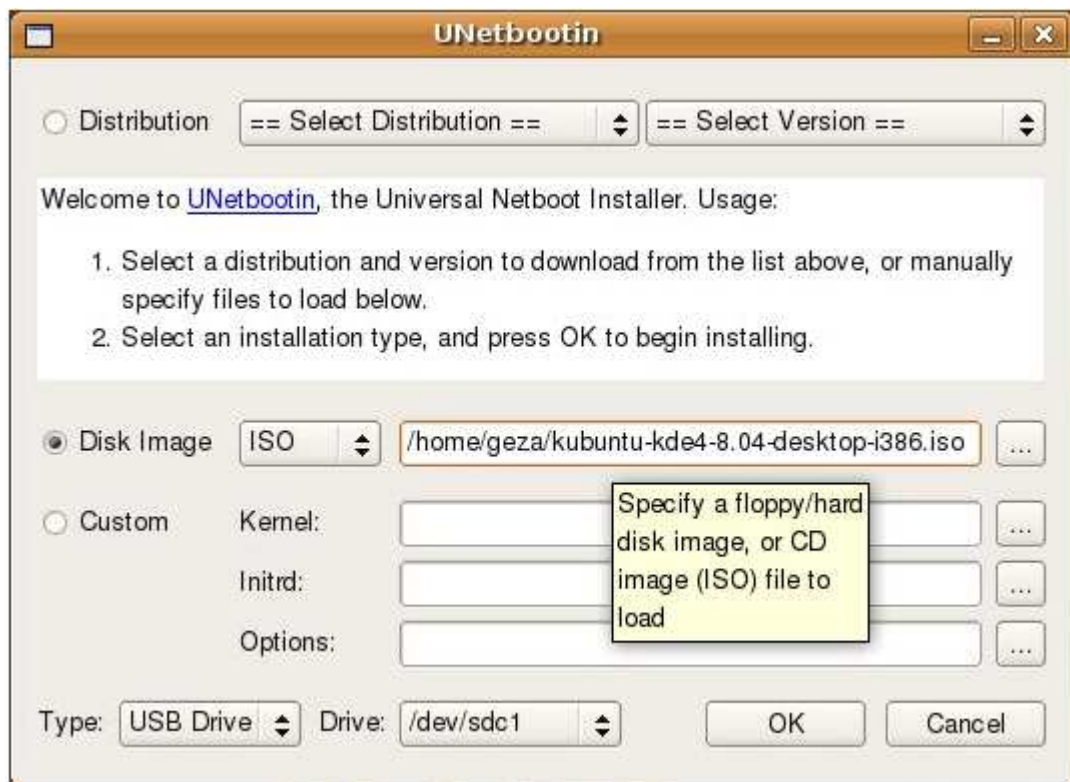 UNetbootin
Distribution == Select Distribution == == Select Version ==
Welcome to UNetbootin, the Universal Netboot Installer. Usage:
1. Select a distribution and version to download from the list above, or manually
specify files to load below.
2. Select an installation type, and press OK to begin installing.
Disk Image ISO /home/geza/kubuntu-kde4-8.04-desktop-i386.iso ...
Specify a floppy/hard
disk image, or CD
image (ISO) file to
load
Custom Kernel: ...
Initrd: ...
Options: ...
Type: USB Drive Drive: /dev/sdc1 OK Cancel